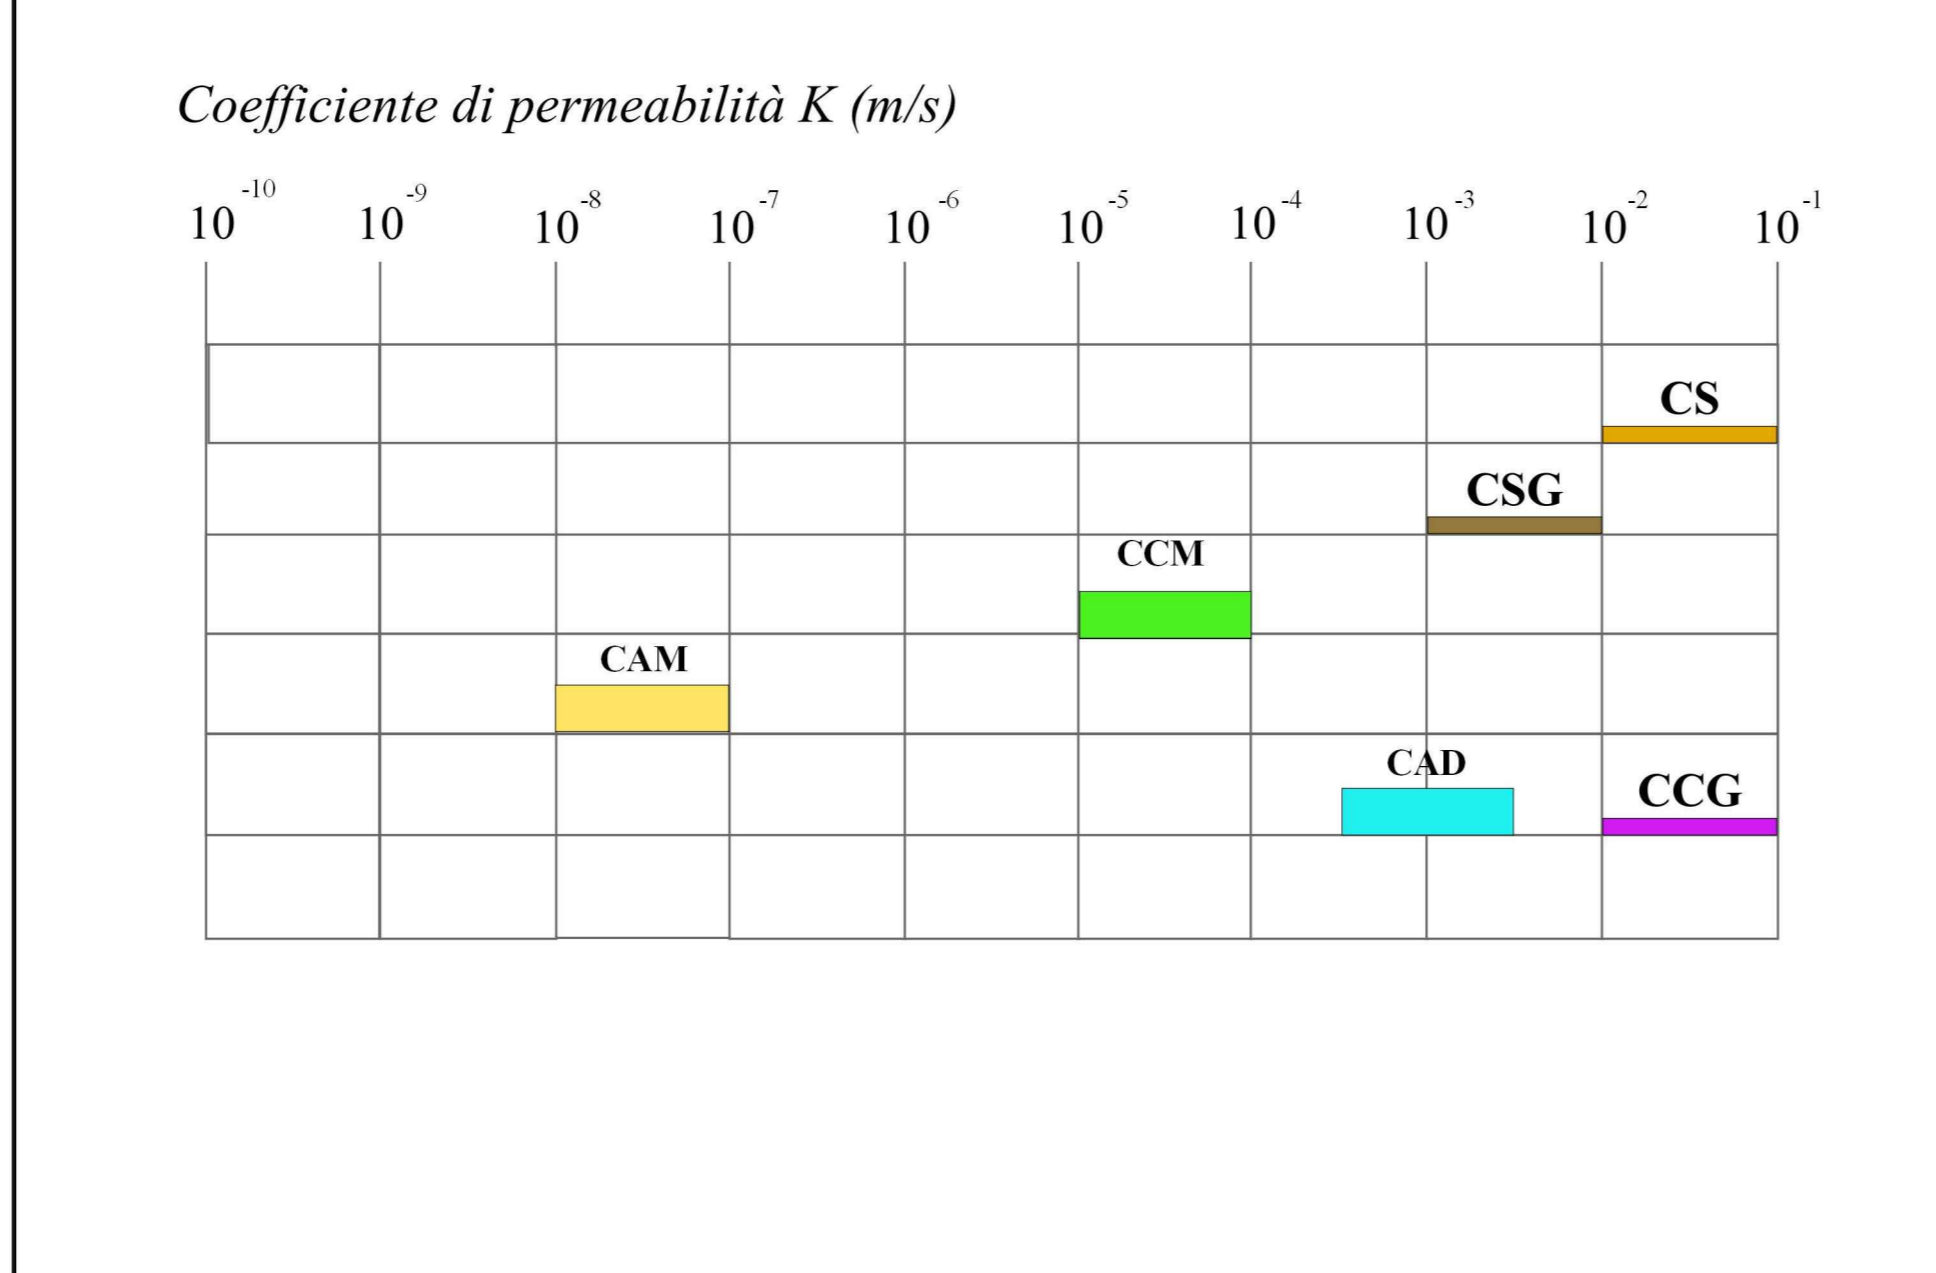 Coefficiente di permeabilità K (m/s)
10⁻¹⁰ 10⁻⁹ 10⁻⁸ 10⁻⁷ 10⁻⁶ 10⁻⁵ 10⁻⁴ 10⁻³ 10⁻² 10⁻¹
CS
CSG
CCM
CAM
CAD CCG